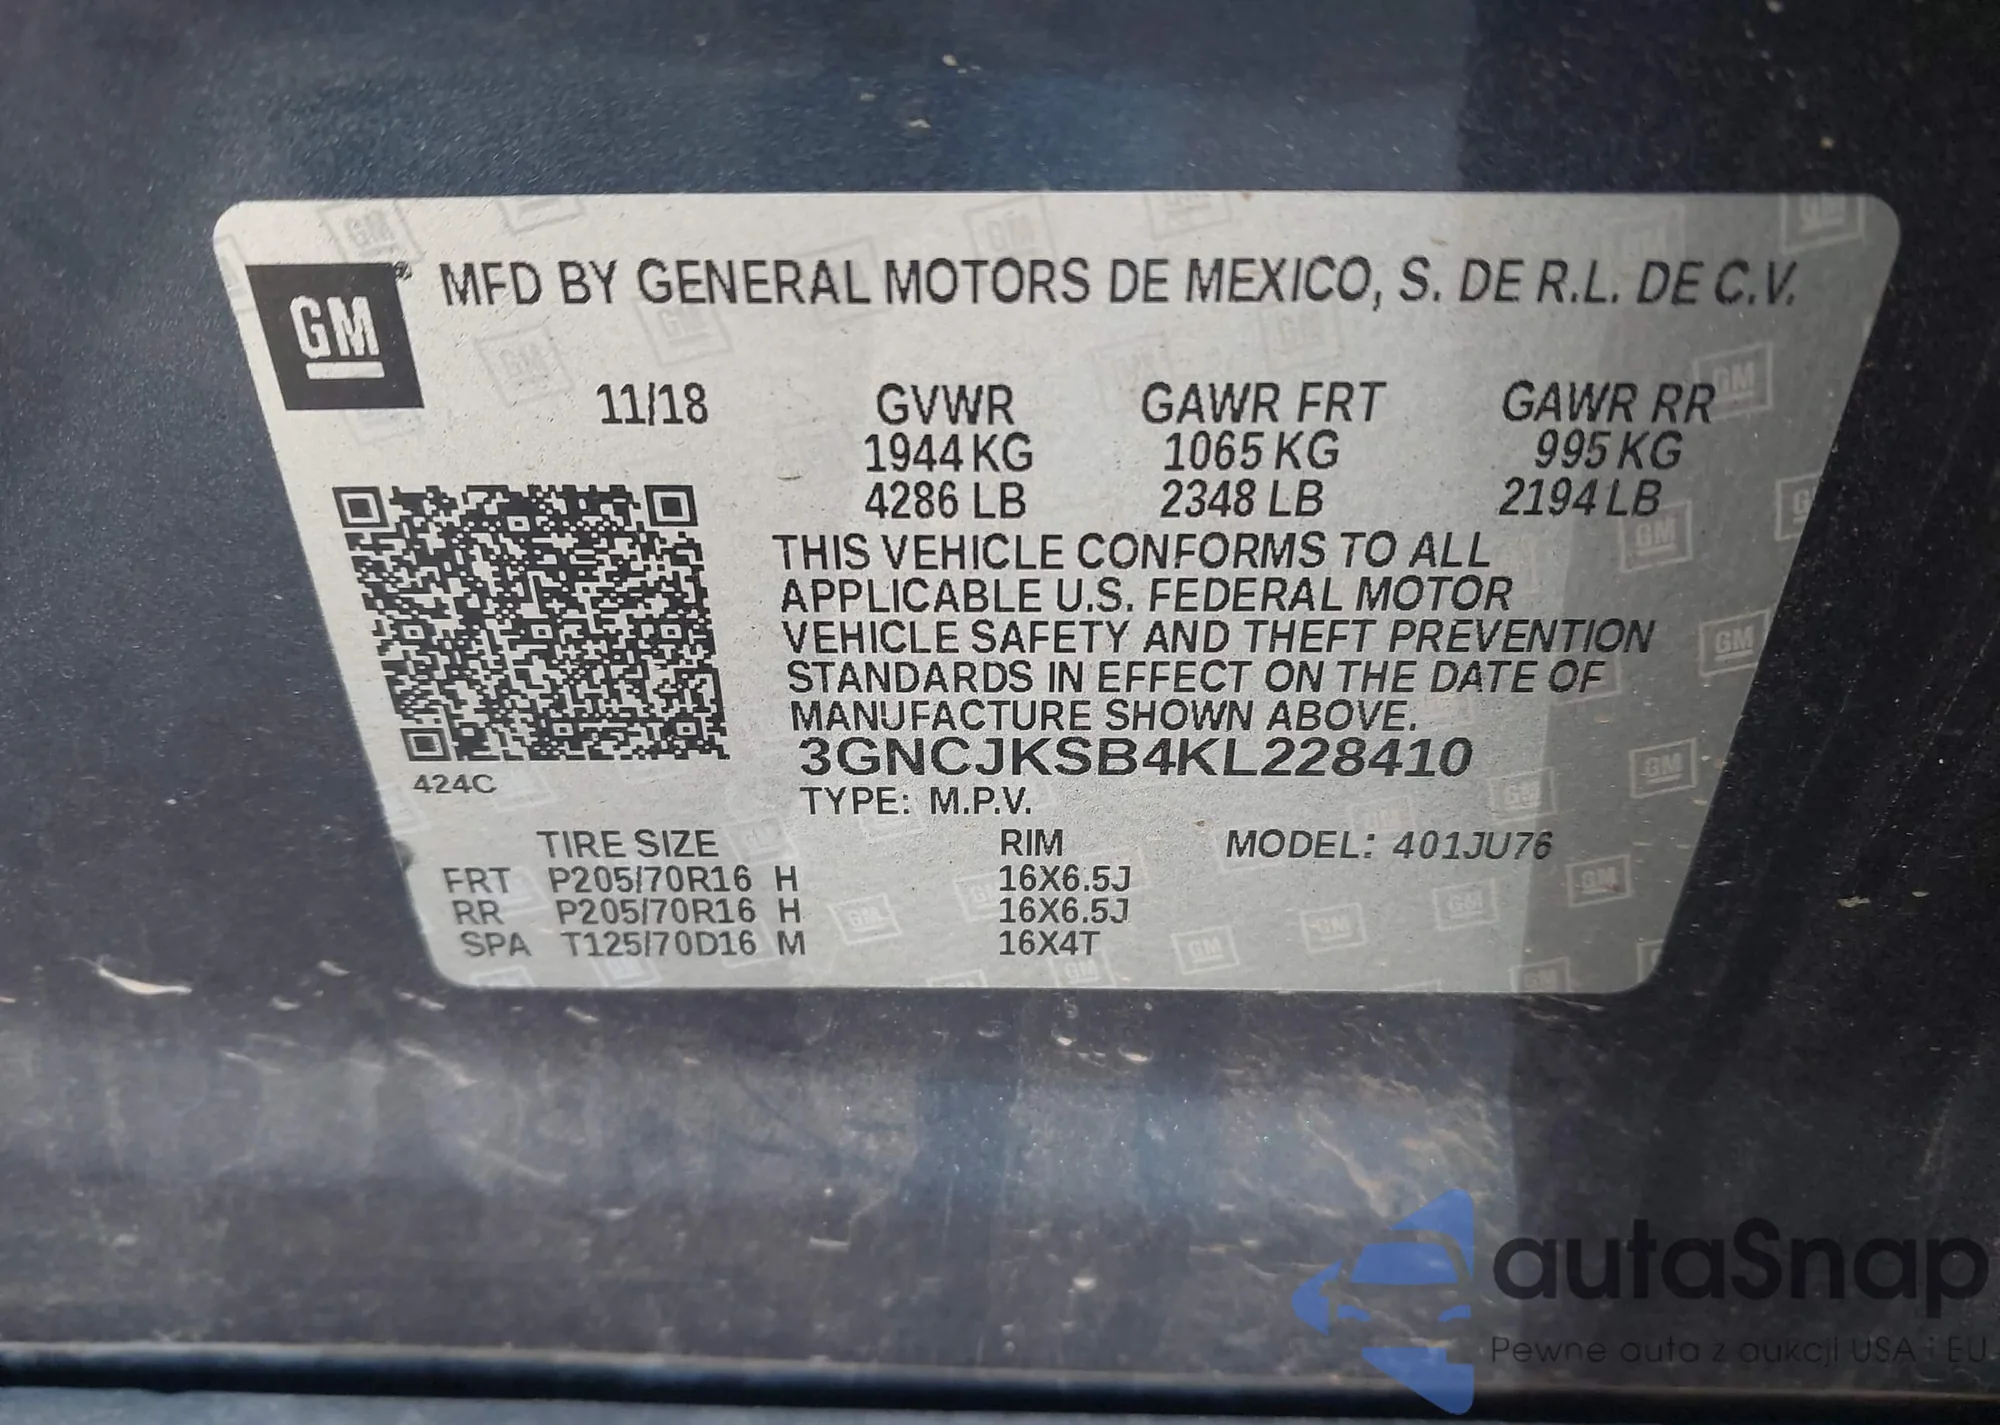 GM
MFD BY GENERAL MOTORS DE MEXICO, S. DE R.L. DE C.V.
11/18 GVWR GAWR FRT GAWR RR
1944 KG 1065 KG 995 KG
4286 LB 2348 LB 2194 LB
THIS VEHICLE CONFORMS TO ALL
APPLICABLE U.S. FEDERAL MOTOR
VEHICLE SAFETY AND THEFT PREVENTION
STANDARDS IN EFFECT ON THE DATE OF
MANUFACTURE SHOWN ABOVE.
3GNCJKSB4KL228410
424C
TYPE: M.P.V.
TIRE SIZE RIM MODEL: 401JU76
FRT P205/70R16 H 16X6.5J
RR P205/70R16 H 16X6.5J
SPA T125/70D16 M 16X4T
autaSnap
Pewne auta z aukcji USA i EU